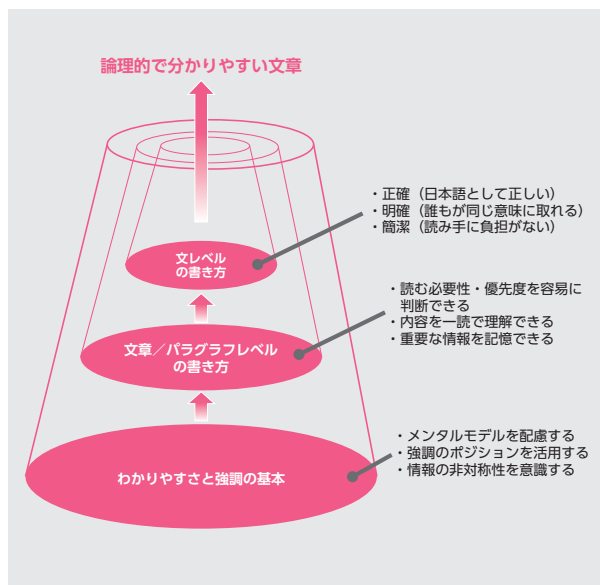 論理的で分かりやすい文章
・正確（日本語として正しい）
・明確（誰もが同じ意味に取れる）
・簡潔（読み手に負担がない）
文レベル
の書き方
・読む必要性・優先度を容易に
判断できる
・内容を一読で理解できる
・重要な情報を記憶できる
文章／パラグラフレベル
の書き方
・メンタルモデルを配慮する
・強調のポジションを活用する
・情報の非対称性を意識する
わかりやすさと強調の基本